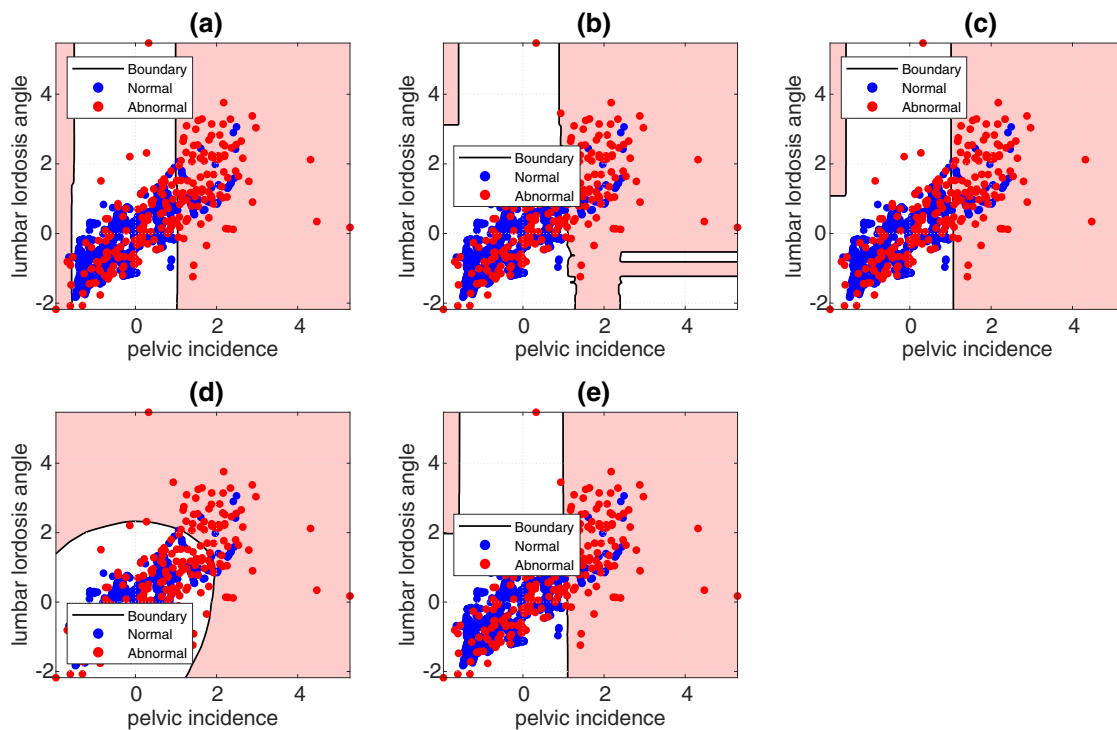 (a)
lumbar lordosis angle
4
2
0
-2
Boundary
Normal
Abnormal
0 2 4
pelvic incidence
(b)
lumbar lordosis angle
4
2
0
-2
Boundary
Normal
Abnormal
0 2 4
pelvic incidence
(c)
lumbar lordosis angle
4
2
0
-2
Boundary
Normal
Abnormal
0 2 4
pelvic incidence
(d)
lumbar lordosis angle
4
2
0
-2
Boundary
Normal
Abnormal
0 2 4
pelvic incidence
(e)
lumbar lordosis angle
4
2
0
-2
Boundary
Normal
Abnormal
0 2 4
pelvic incidence